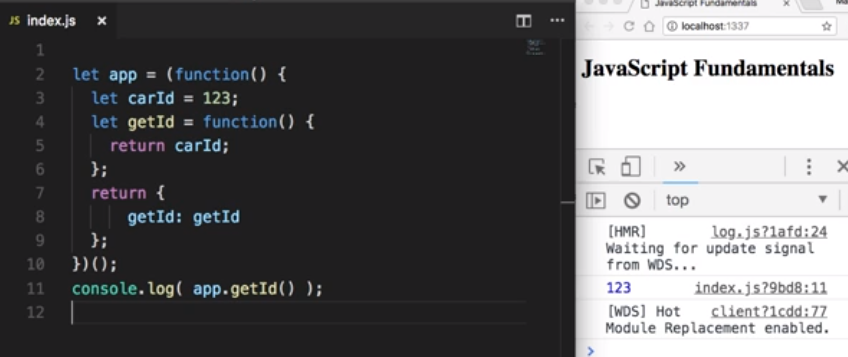 JS index.js ×
1
2 let app = (function() {
3 let carId = 123;
4 let getId = function() {
5 return carId;
6 };
7 return {
8 getId: getId
9 };
10 })();
11 console.log( app.getId() );
12
JavaScript Fundamentals
localhost:1337
JavaScript Fundamentals
top
[HMR] log.js?1afd:24
Waiting for update signal
from WDS...
123 index.js?9bd8:11
[WDS] Hot client?1cdd:77
Module Replacement enabled.